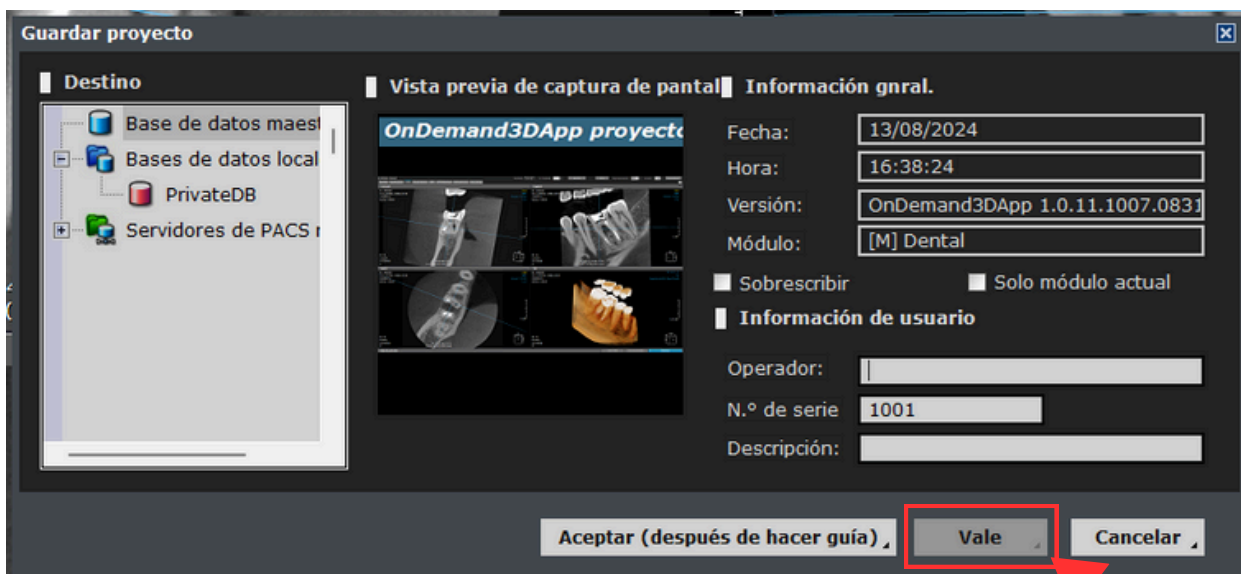 Guardar proyecto
Destino
Base de datos maest
Bases de datos local
PrivateDB
Servidores de PACS r
Vista previa de captura de pantal
OnDemand3DApp proyecto
Información gnral.
Fecha: 13/08/2024
Hora: 16:38:24
Versión: OnDemand3DApp 1.0.11.1007.0831
Módulo: [M] Dental
Sobrescribir Solo módulo actual
Información de usuario
Operador:
N.º de serie 1001
Descripción:
Aceptar (después de hacer guía) Vale Cancelar